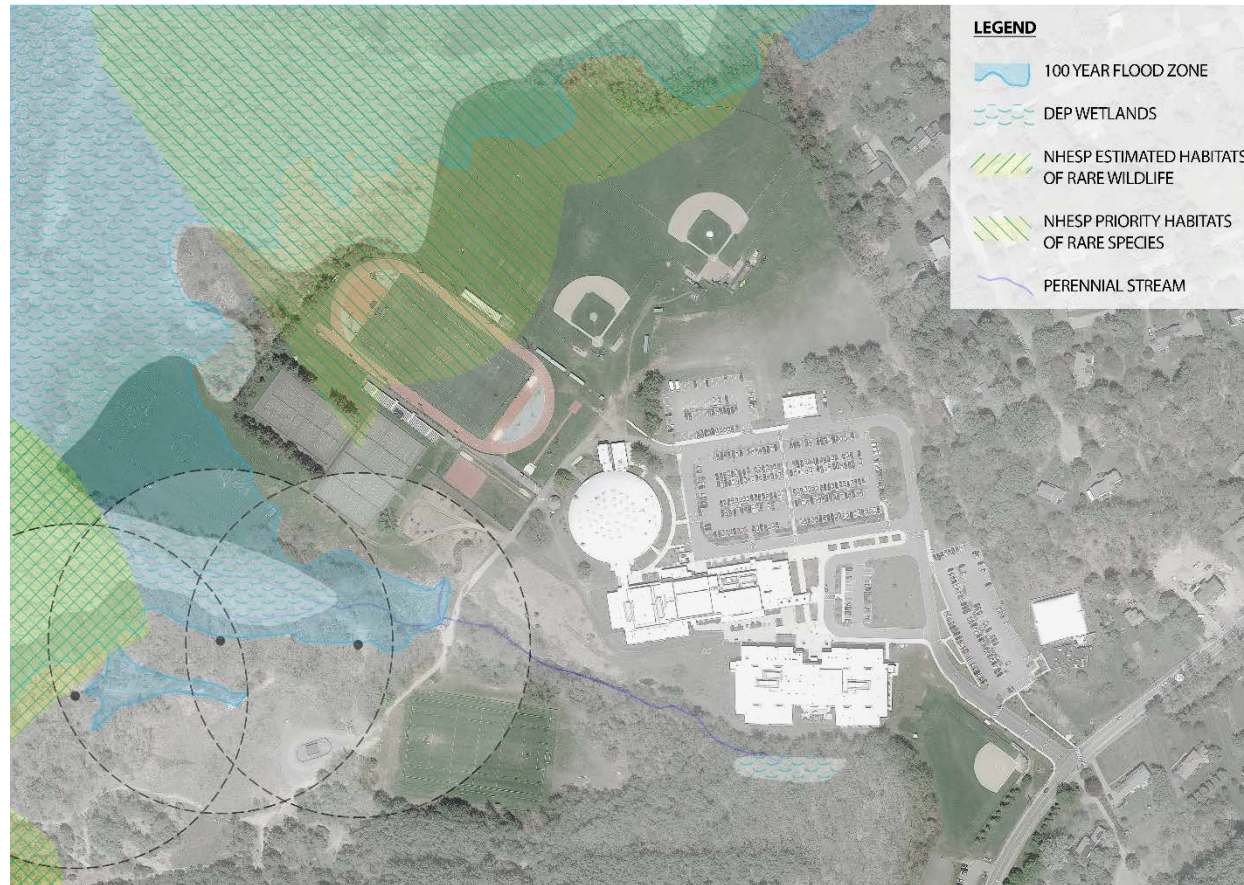 LEGEND
100 YEAR FLOOD ZONE
DEP WETLANDS
NHESP ESTIMATED HABITATS
OF RARE WILDLIFE
NHESP PRIORITY HABITATS
OF RARE SPECIES
PERENNIAL STREAM